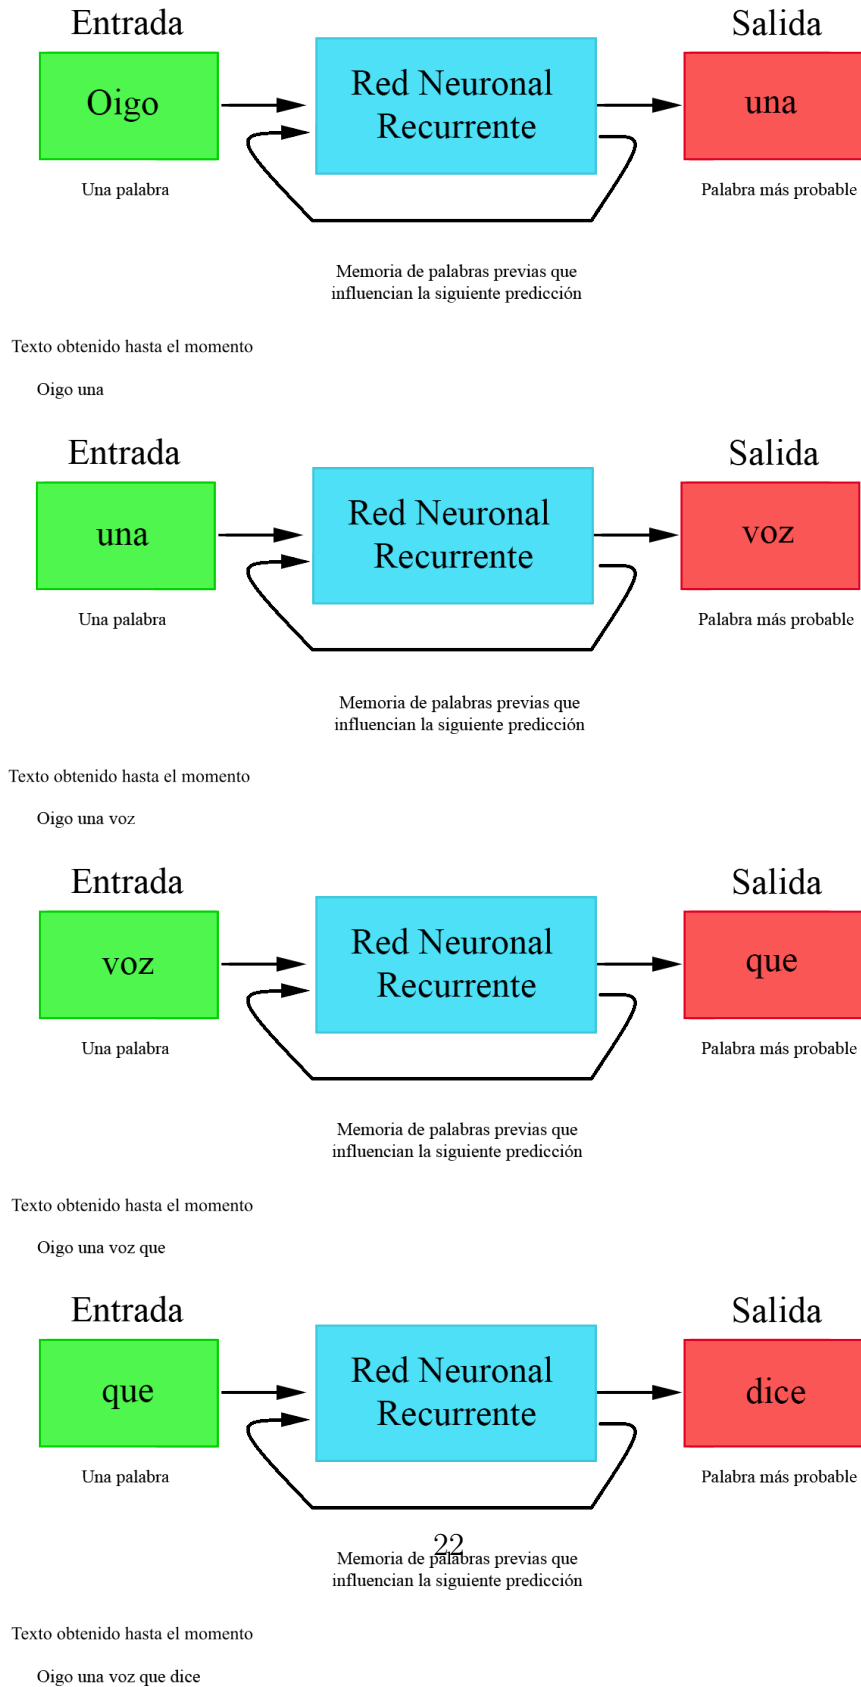 Entrada
Salida
Oigo
Red Neuronal
Recurrente
una
Una palabra
Palabra más probable
Memoria de palabras previas que
influencian la siguiente predicción
Texto obtenido hasta el momento
Oigo una
Entrada
Salida
una
Red Neuronal
Recurrente
voz
Una palabra
Palabra más probable
Memoria de palabras previas que
influencian la siguiente predicción
Texto obtenido hasta el momento
Oigo una voz
Entrada
Salida
voz
Red Neuronal
Recurrente
que
Una palabra
Palabra más probable
Memoria de palabras previas que
influencian la siguiente predicción
Texto obtenido hasta el momento
Oigo una voz que
Entrada
Salida
que
Red Neuronal
Recurrente
dice
Una palabra
Palabra más probable
22
Memoria de palabras previas que
influencian la siguiente predicción
Texto obtenido hasta el momento
Oigo una voz que dice